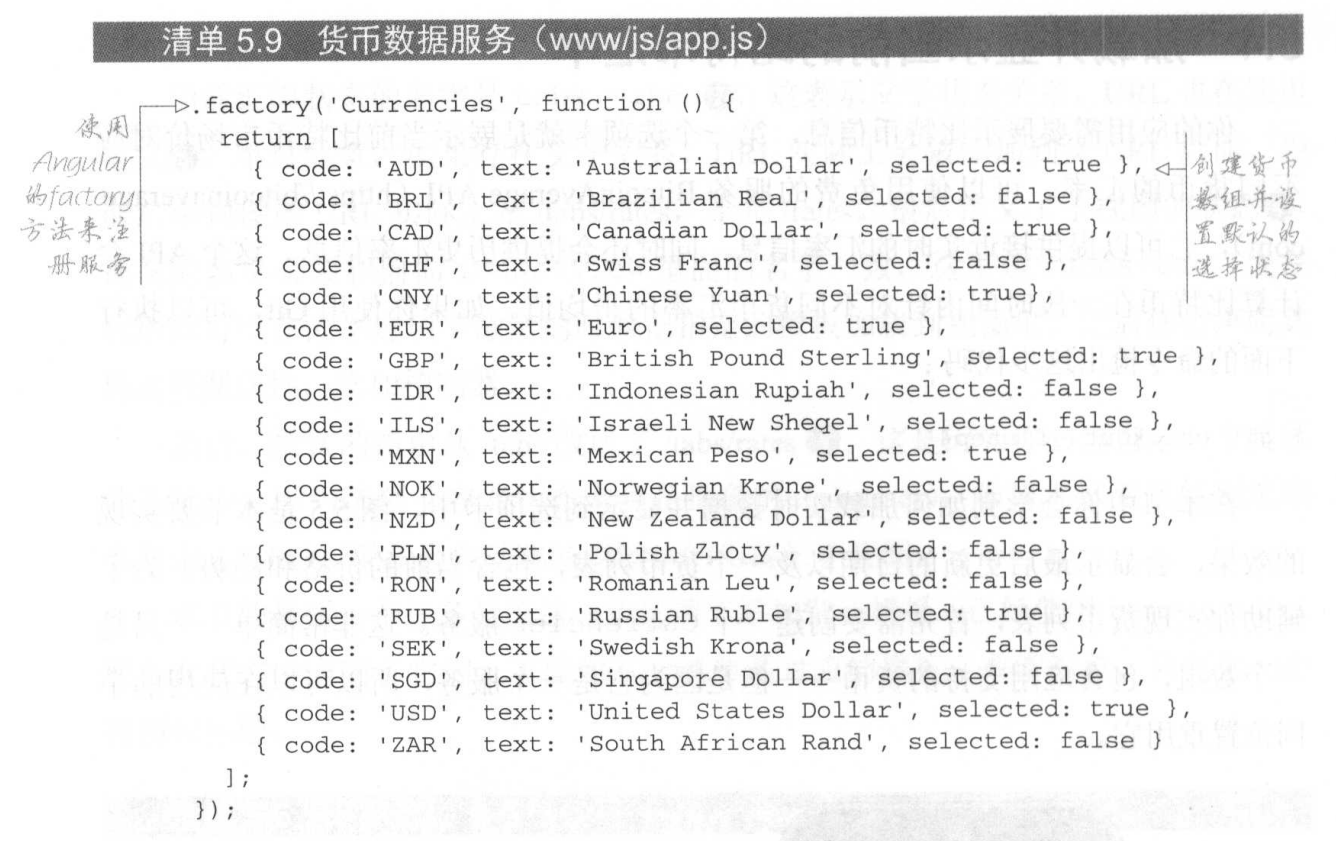 清单 5.9 货币数据服务（www/js/app.js）
.factory('Currencies', function () {
return [
{ code: 'AUD', text: 'Australian Dollar', selected: true },
{ code: 'BRL', text: 'Brazilian Real', selected: false },
{ code: 'CAD', text: 'Canadian Dollar', selected: true },
{ code: 'CHF', text: 'Swiss Franc', selected: false },
{ code: 'CNY', text: 'Chinese Yuan', selected: true},
{ code: 'EUR', text: 'Euro', selected: true },
{ code: 'GBP', text: 'British Pound Sterling', selected: true },
{ code: 'IDR', text: 'Indonesian Rupiah', selected: false },
{ code: 'ILS', text: 'Israeli New Sheqel', selected: false },
{ code: 'MXN', text: 'Mexican Peso', selected: true },
{ code: 'NOK', text: 'Norwegian Krone', selected: false },
{ code: 'NZD', text: 'New Zealand Dollar', selected: false },
{ code: 'PLN', text: 'Polish Zloty', selected: false },
{ code: 'RON', text: 'Romanian Leu', selected: false },
{ code: 'RUB', text: 'Russian Ruble', selected: true },
{ code: 'SEK', text: 'Swedish Krona', selected: false },
{ code: 'SGD', text: 'Singapore Dollar', selected: false },
{ code: 'USD', text: 'United States Dollar', selected: true },
{ code: 'ZAR', text: 'South African Rand', selected: false }
];
});
使用
Angular
的factory
方法来注
册服务
创建货币
数组并设
置默认的
选择状态